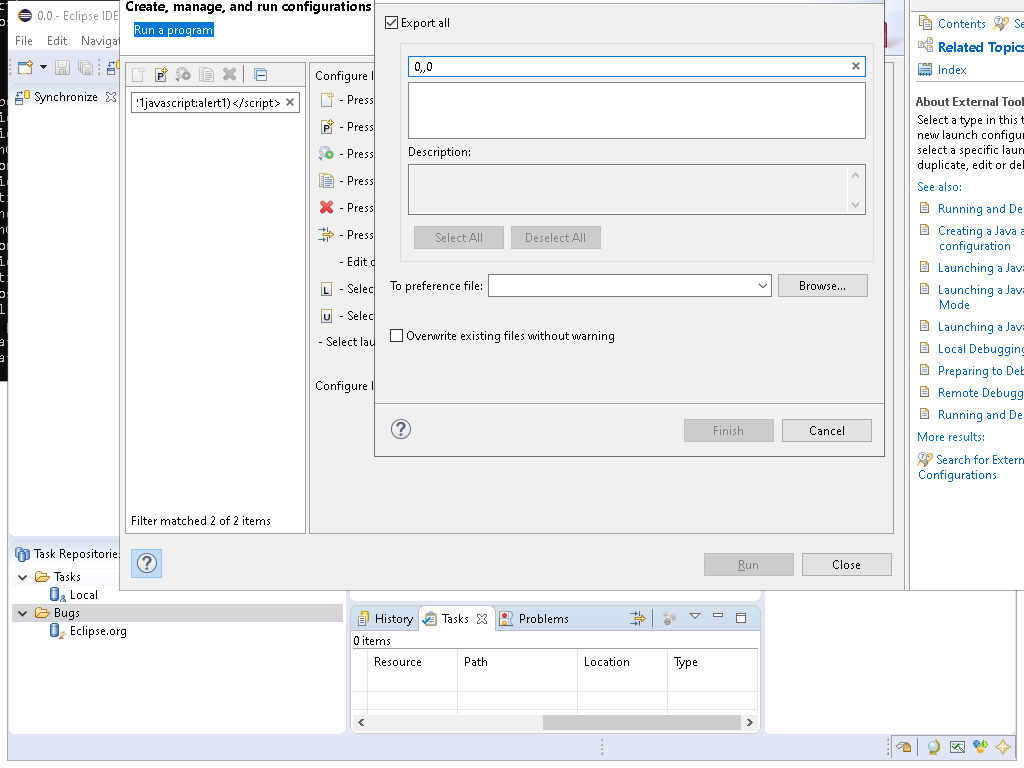 0.0 - Eclipse IDE
File Edit Navigat
Synchronize
Create, manage, and run configurations
Run a program
'1javascript:alert1)</script>
Filter matched 2 of 2 items
Configure l
- Press
- Press
- Press
- Press
- Press
- Press
- Edit c
- Selec
- Selec
- Select lau
Configure l
Export all
0,,0
Description:
Select All Deselect All
To preference file: Browse...
Overwrite existing files without warning
Finish Cancel
Run Close
Contents Se
Related Topics
Index
About External Tool
Select a type in this t
new launch configu
select a specific laun
duplicate, edit or del
See also:
Running and De
Creating a Java a
configuration
Launching a Java
Launching a Java
Mode
Launching a Java
Local Debugging
Preparing to Deb
Remote Debugg
Running and De
More results:
Search for Extern
Configurations
Task Repositories
Tasks
Local
Bugs
Eclipse.org
History Tasks Problems
0 items
Resource Path Location Type